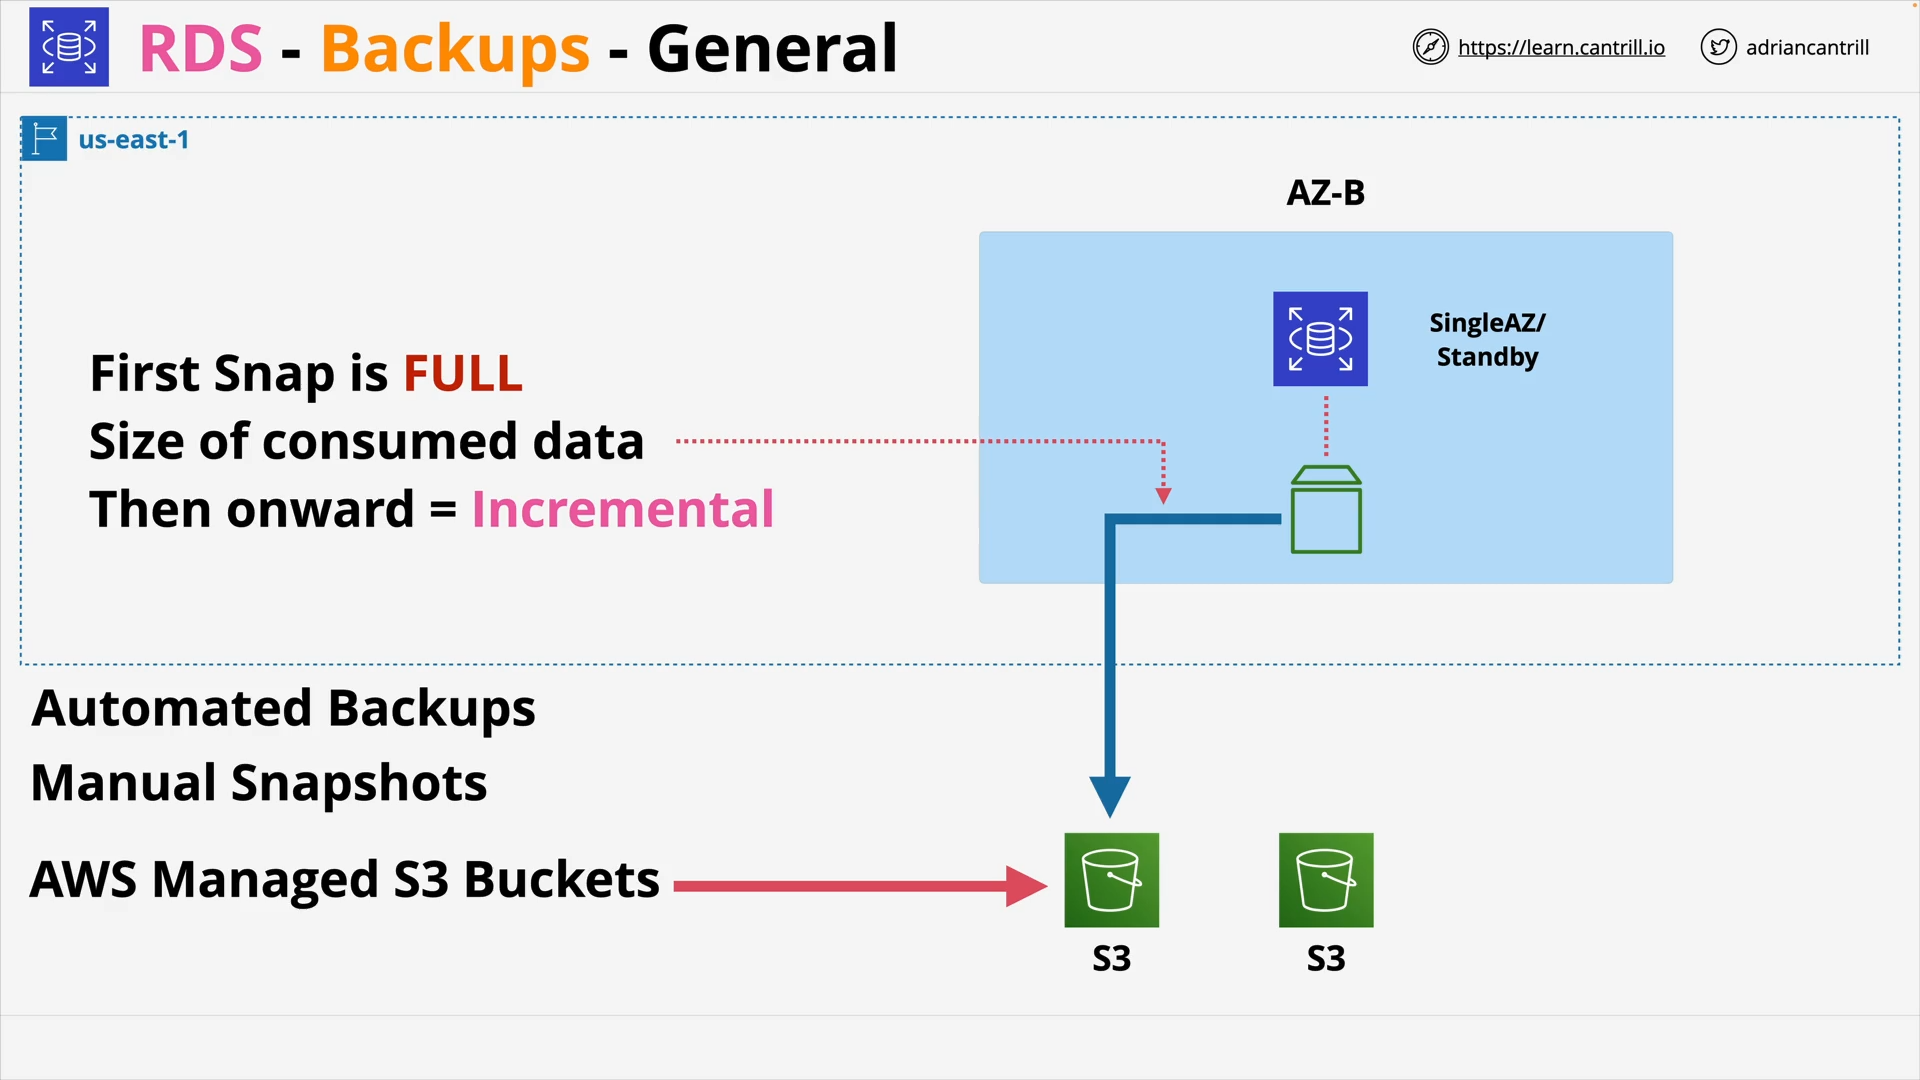 RDS - Backups - General
https://learn.cantrill.io
adriancantrill
us-east-1
AZ-B
SingleAZ/
Standby
First Snap is FULL
Size of consumed data
Then onward = Incremental
Automated Backups
Manual Snapshots
AWS Managed S3 Buckets
S3
S3